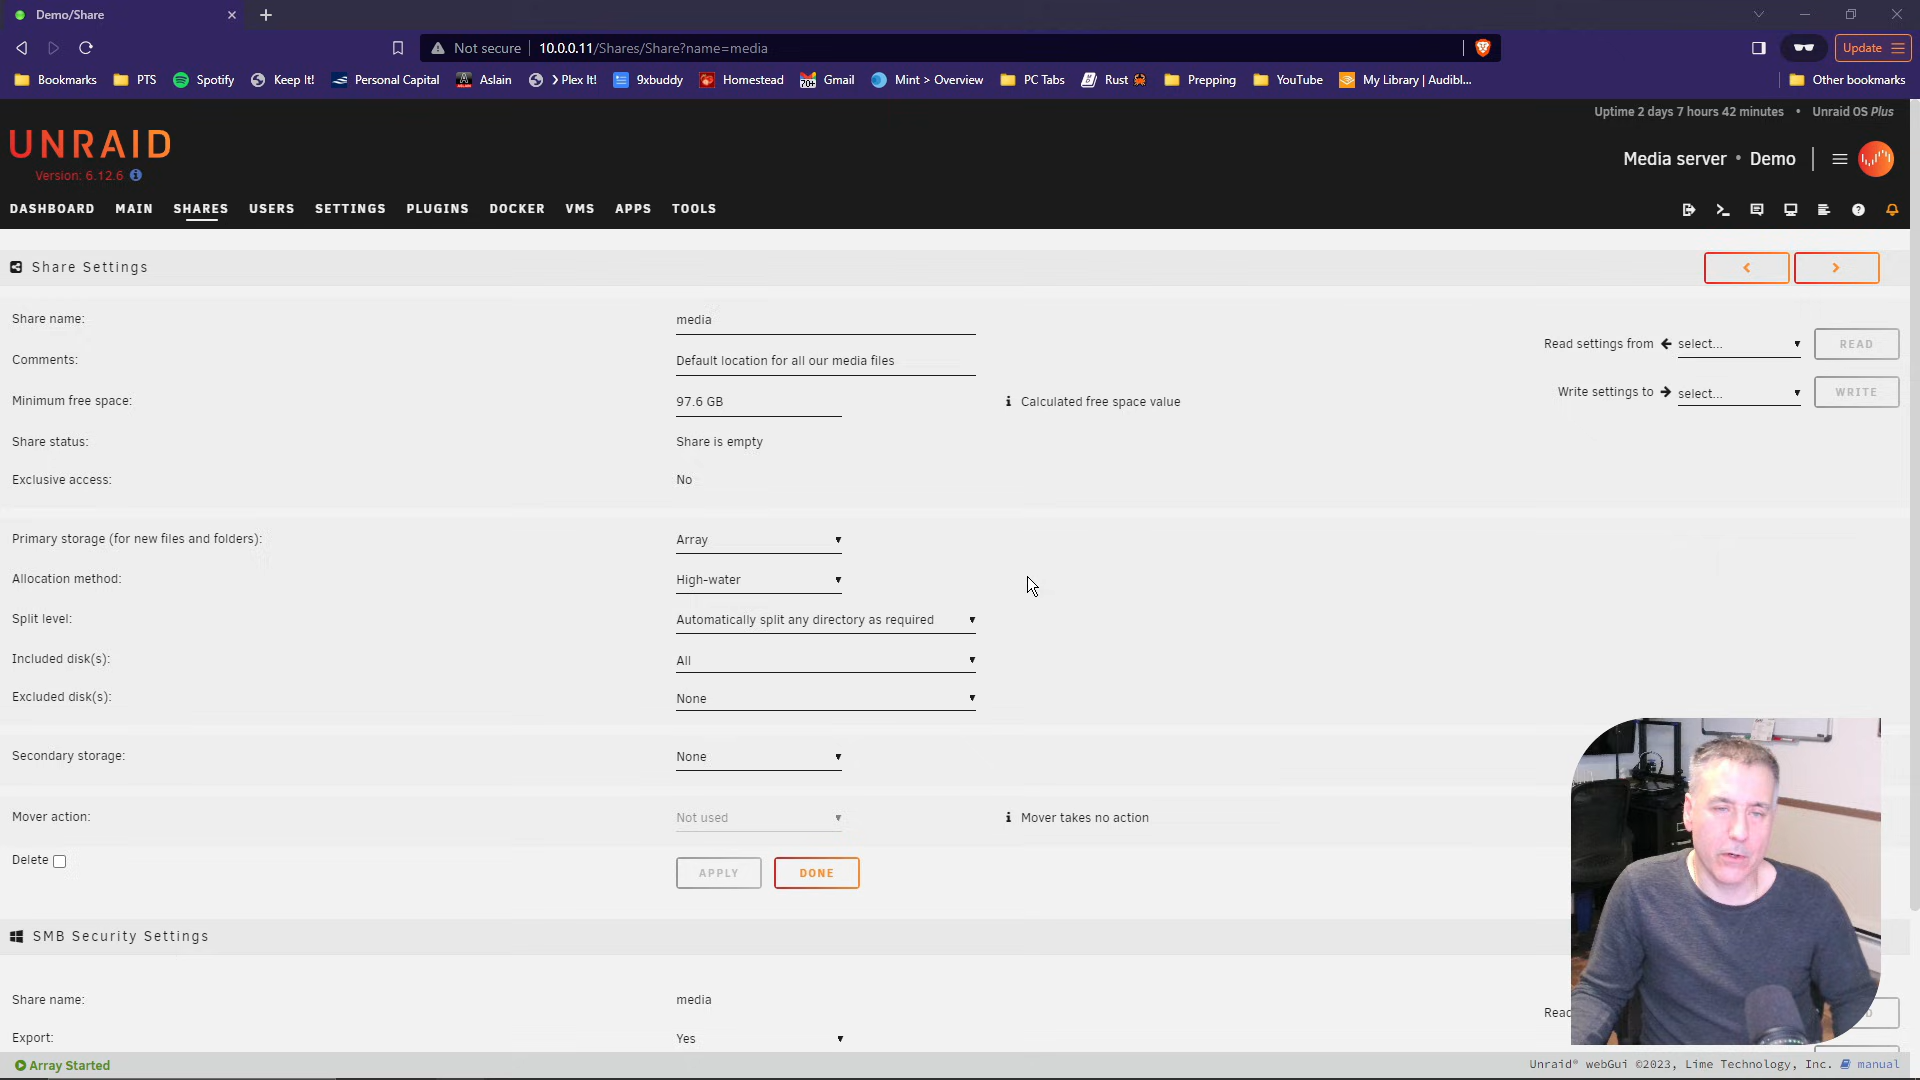 Demo/Share
Not secure 10.0.0.11/Shares/Share?name=media
Update
Bookmarks PTS Spotify Keep It! Personal Capital Aslain > Plex It! 9xbuddy Homestead 70+ Gmail Mint > Overview PC Tabs Rust Prepping YouTube My Library | Audibl... Other bookmarks
Uptime 2 days 7 hours 42 minutes • Unraid OS Plus
UNRAID
Version: 6.12.6
Media server • Demo
DASHBOARD MAIN SHARES USERS SETTINGS PLUGINS DOCKER VMS APPS TOOLS
Share Settings
Share name: media
Read settings from select... READ
Comments: Default location for all our media files
Write settings to select... WRITE
Minimum free space: 97.6 GB Calculated free space value
Share status: Share is empty
Exclusive access: No
Primary storage (for new files and folders): Array
Allocation method: High-water
Split level: Automatically split any directory as required
Included disk(s): All
Excluded disk(s): None
Secondary storage: None
Mover action: Not used Mover takes no action
Delete APPLY DONE
SMB Security Settings
Share name: media
Export: Yes
Array Started
Unraid® webGui ©2023, Lime Technology, Inc. manual